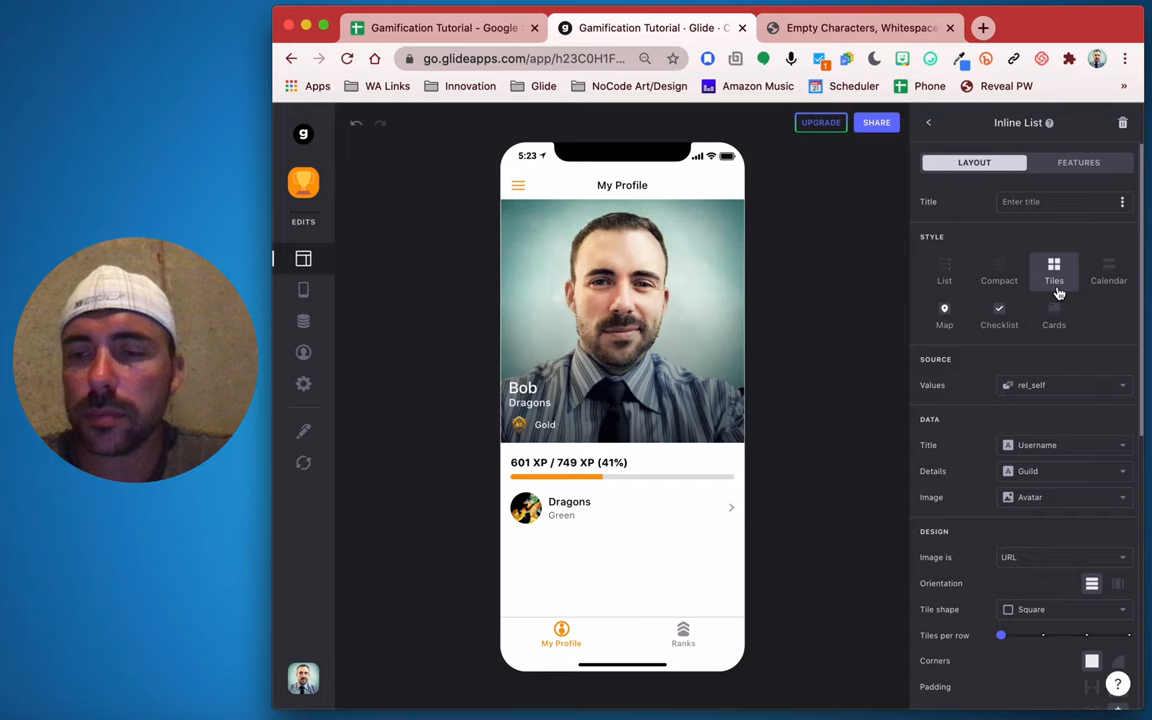 Gamification Tutorial - Google
Gamification Tutorial · Glide · C
Empty Characters, Whitespace
go.glideapps.com/app/h23C0H1F...
Apps
WA Links
Innovation
Glide
NoCode Art/Design
Amazon Music
Scheduler
Phone
Reveal PW
»
g
EDITS
UPGRADE
SHARE
5:23
My Profile
Bob
Dragons
Gold
601 XP / 749 XP (41%)
Dragons
Green
My Profile
Ranks
Inline List
LAYOUT
FEATURES
Title
Enter title
STYLE
List
Compact
Tiles
Calendar
Map
Checklist
Cards
SOURCE
Values
rel_self
DATA
Title
A Username
Details
A Guild
Image
Avatar
DESIGN
Image is
URL
Orientation
Tile shape
Square
Tiles per row
Corners
Padding
?